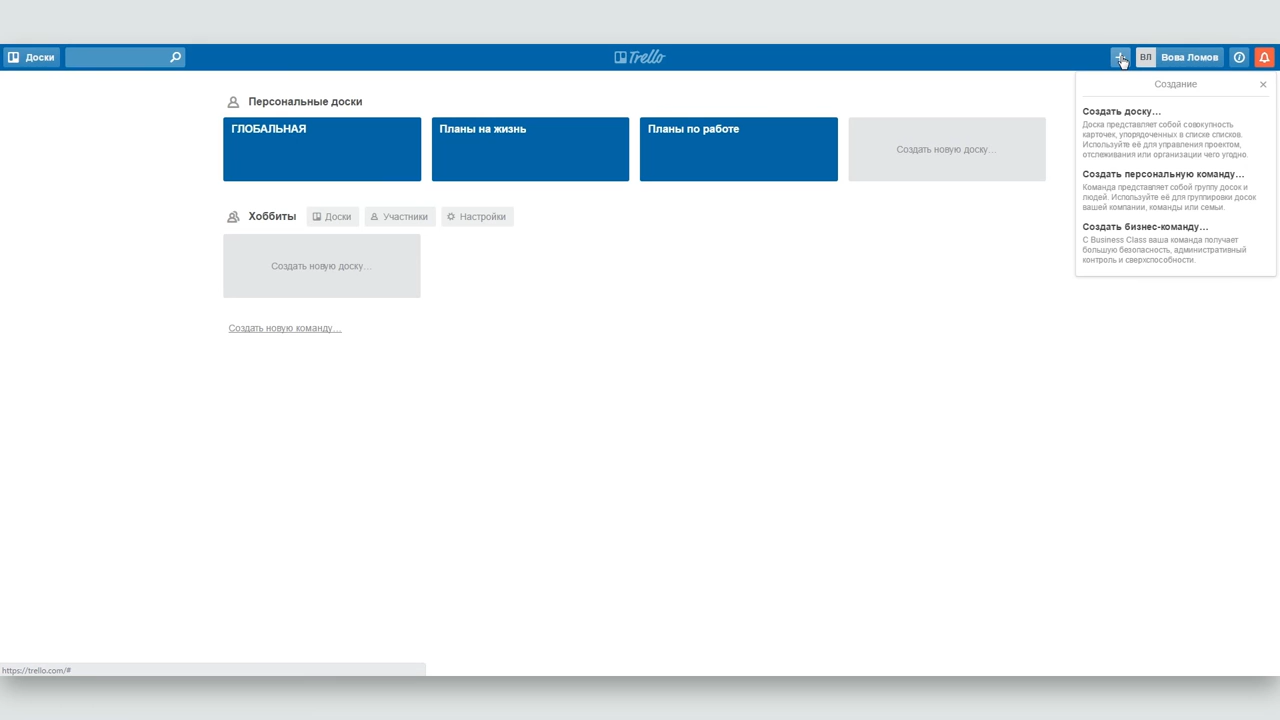 Доски
Trello
ВЛ Вова Ломов
Создание
Создать доску…
Доска представляет собой совокупность
карточек, упорядоченных в списке списков.
Используйте её для управления проектом,
отслеживания или организации чего угодно.
Создать персональную команду…
Команда представляет собой группу досок и
людей. Используйте её для группировки досок
вашей компании, команды или семьи.
Создать бизнес-команду…
С Business Class ваша команда получает
большую безопасность, административный
контроль и сверхспособности.
Персональные доски
ГЛОБАЛЬНАЯ
Планы на жизнь
Планы по работе
Создать новую доску…
Хоббиты
Доски
Участники
Настройки
Создать новую доску…
Создать новую команду…
https://trello.com/#